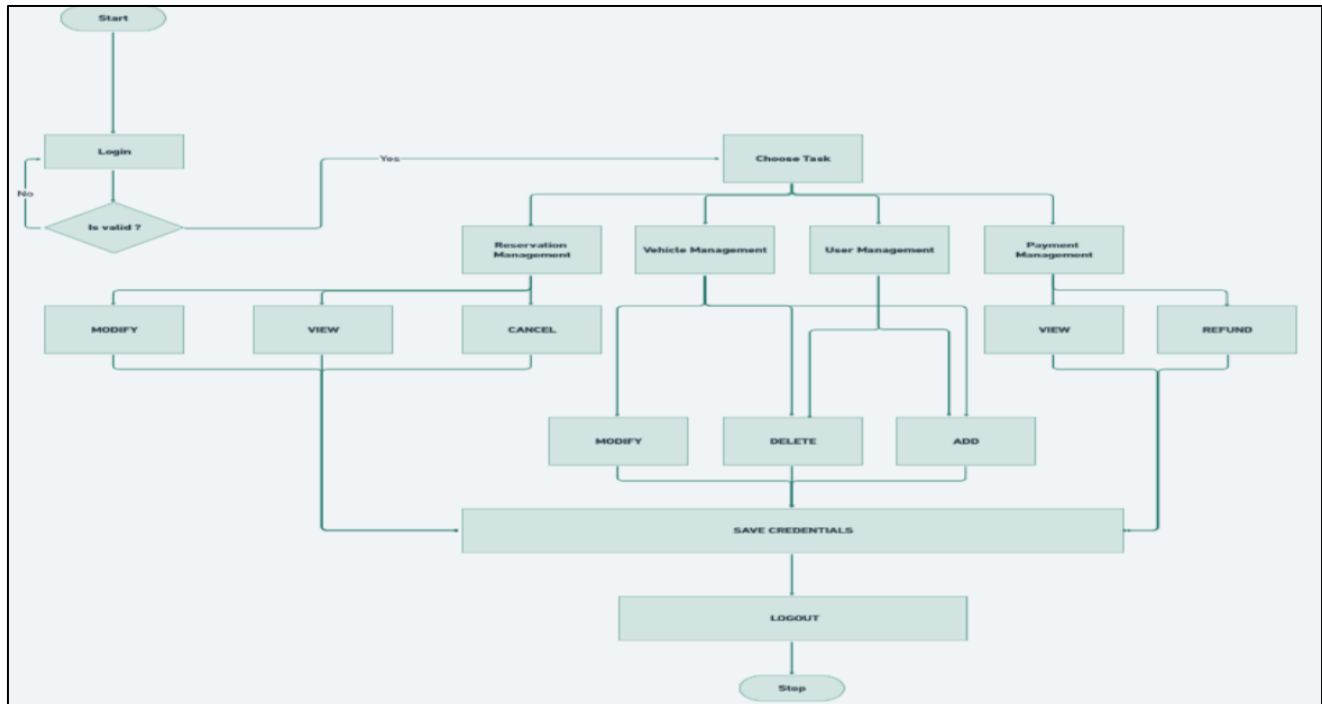 Start
Login
Yes
Choose Task
No
Is valid ?
Reservation
Management
Vehicle Management
User Management
Payment
Management
MODIFY
VIEW
CANCEL
VIEW
REFUND
MODIFY
DELETE
ADD
SAVE CREDENTIALS
LOGOUT
Stop